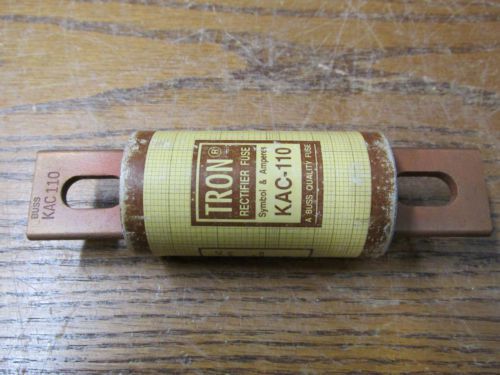 BUSS
KAC-110
TRON®
RECTIFIER FUSE
Symbol & Amperes
KAC-110
A BUSS QUALITY FUSE